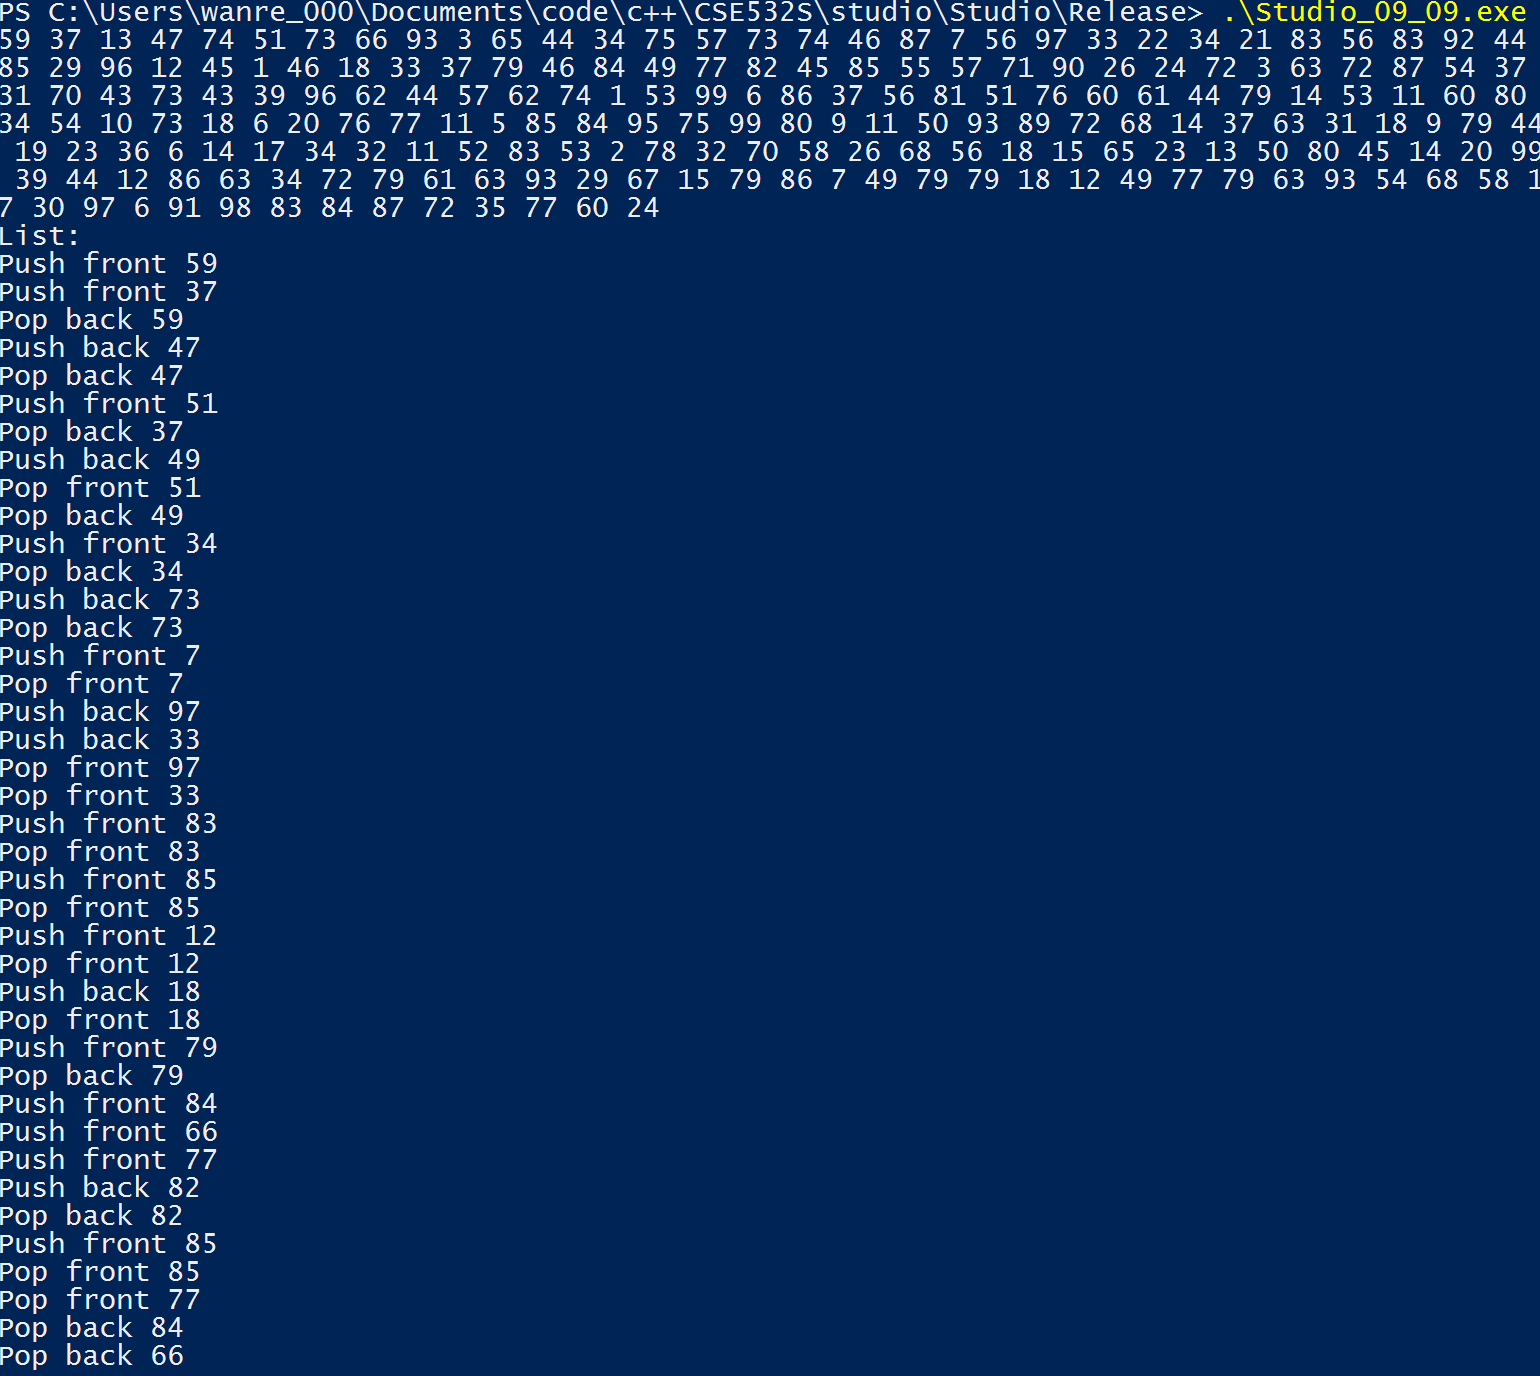 PS C:\Users\wanre_000\Documents\code\c++\CSE532S\studio\Studio\Release> .\Studio_09_09.exe
59 37 13 47 74 51 73 66 93 3 65 44 34 75 57 73 74 46 87 7 56 97 33 22 34 21 83 56 83 92 44
85 29 96 12 45 1 46 18 33 37 79 46 84 49 77 82 45 85 55 57 71 90 26 24 72 3 63 72 87 54 37
31 70 43 73 43 39 96 62 44 57 62 74 1 53 99 6 86 37 56 81 51 76 60 61 44 79 14 53 11 60 80
34 54 10 73 18 6 20 76 77 11 5 85 84 95 75 99 80 9 11 50 93 89 72 68 14 37 63 31 18 9 79 44
 19 23 36 6 14 17 34 32 11 52 83 53 2 78 32 70 58 26 68 56 18 15 65 23 13 50 80 45 14 20 99
 39 44 12 86 63 34 72 79 61 63 93 29 67 15 79 86 7 49 79 79 18 12 49 77 79 63 93 54 68 58 1
7 30 97 6 91 98 83 84 87 72 35 77 60 24
List:
Push front 59
Push front 37
Pop back 59
Push back 47
Pop back 47
Push front 51
Pop back 37
Push back 49
Pop front 51
Pop back 49
Push front 34
Pop back 34
Push back 73
Pop back 73
Push front 7
Pop front 7
Push back 97
Push back 33
Pop front 97
Pop front 33
Push front 83
Pop front 83
Push front 85
Pop front 85
Push front 12
Pop front 12
Push back 18
Pop front 18
Push front 79
Pop back 79
Push front 84
Push front 66
Push front 77
Push back 82
Pop back 82
Push front 85
Pop front 85
Pop front 77
Pop back 84
Pop back 66